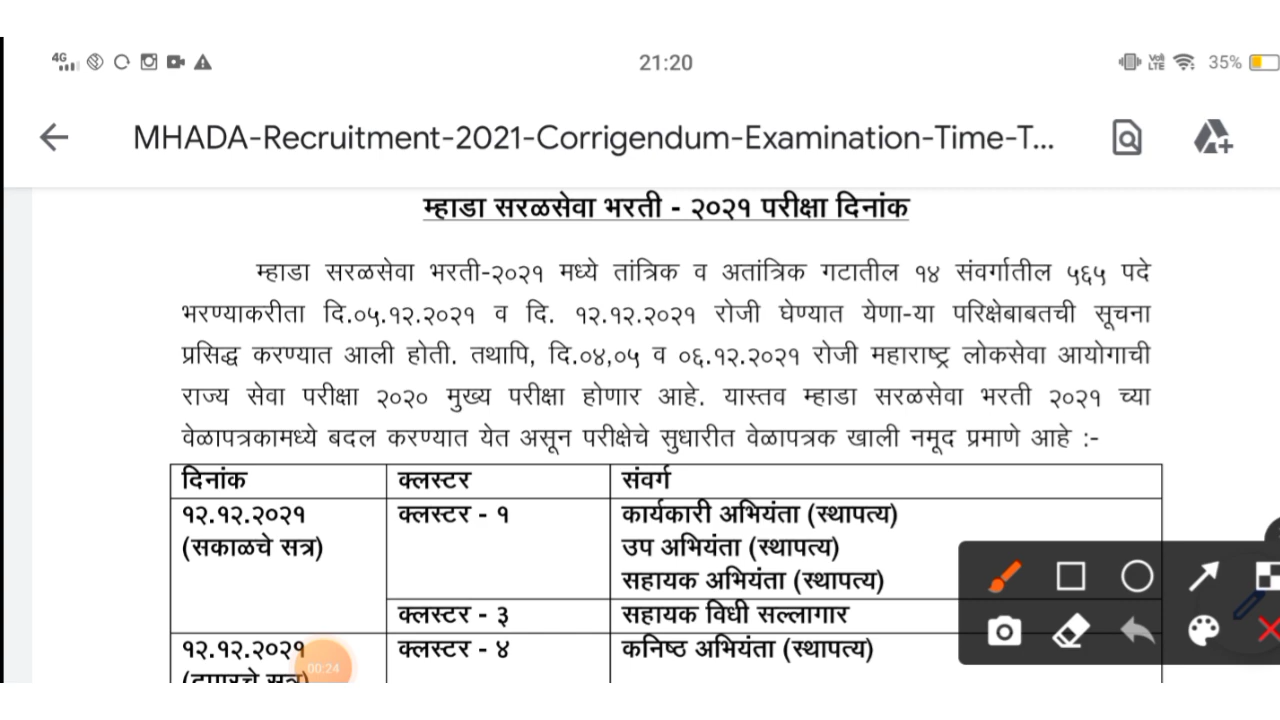 4G
21:20
Vo)) LTE
35%
MHADA-Recruitment-2021-Corrigendum-Examination-Time-T...
म्हाडा सरळसेवा भरती - २०२१ परीक्षा दिनांक
म्हाडा सरळसेवा भरती-२०२१ मध्ये तांत्रिक व अतांत्रिक गटातील १४ संवर्गातील ५६५ पदे
भरण्याकरीता दि.०५.१२.२०२१ व दि. १२.१२.२०२१ रोजी घेण्यात येणा-या परिक्षेबाबतची सूचना
प्रसिद्ध करण्यात आली होती. तथापि, दि.०४,०५ व ०६.१२.२०२१ रोजी महाराष्ट्र लोकसेवा आयोगाची
राज्य सेवा परीक्षा २०२० मुख्य परीक्षा होणार आहे. यास्तव म्हाडा सरळसेवा भरती २०२१ च्या
वेळापत्रकामध्ये बदल करण्यात येत असून परीक्षेचे सुधारीत वेळापत्रक खाली नमूद प्रमाणे आहे :-
दिनांक क्लस्टर संवर्ग
१२.१२.२०२१ क्लस्टर - १ कार्यकारी अभियंता (स्थापत्य)
(सकाळचे सत्र) उप अभियंता (स्थापत्य)
सहायक अभियंता (स्थापत्य)
क्लस्टर - ३ सहायक विधी सल्लागार
१२.१२.२०२१ क्लस्टर - ४ कनिष्ठ अभियंता (स्थापत्य)
00:24